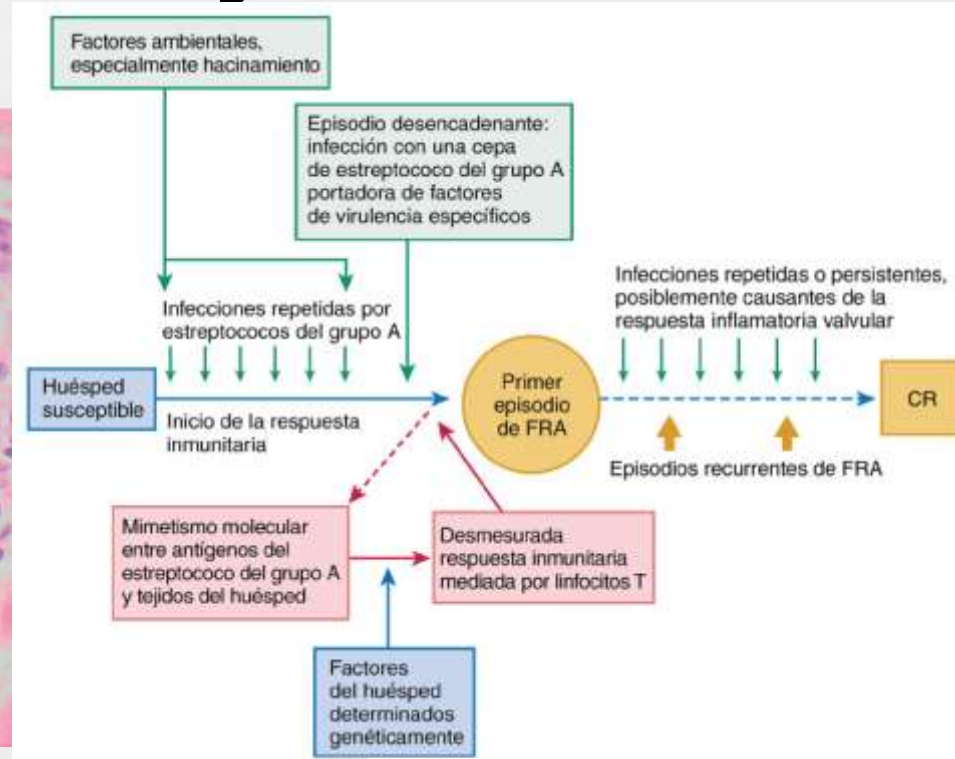 Factores ambientales,
especialmente hacinamiento
Episodio desencadenante:
infección con una cepa
de estreptococo del grupo A
portadora de factores
de virulencia específicos
Infecciones repetidas por
estreptococos del grupo A
Infecciones repetidas o persistentes,
posiblemente causantes de la
respuesta inflamatoria valvular
Huésped
susceptible
Inicio de la respuesta
inmunitaria
Primer
episodio
de FRA
CR
Episodios recurrentes de FRA
Mimetismo molecular
entre antígenos del
estreptococo del grupo A
y tejidos del huésped
Desmesurada
respuesta inmunitaria
mediada por linfocitos T
Factores
del huésped
determinados
genéticamente